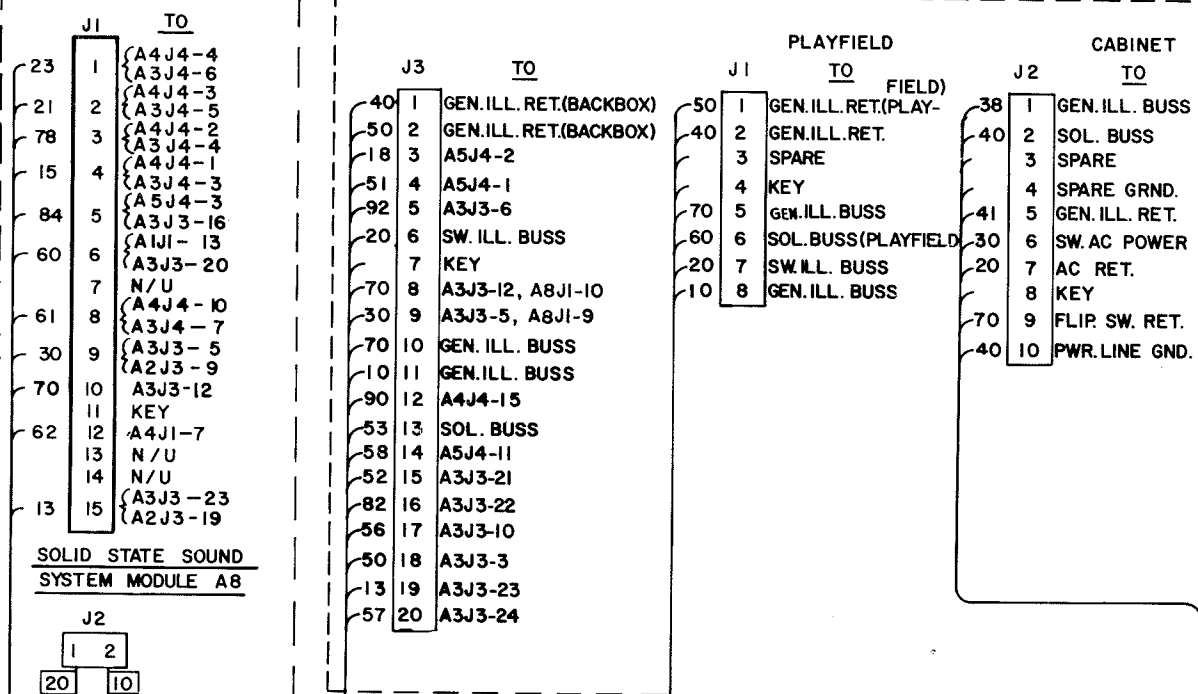 J1 TO
23 1 {A4J4-4
{A3J4-6
21 2 {A4J4-3
{A3J4-5
78 3 {A4J4-2
{A3J4-4
15 4 {A4J4-1
{A3J4-3
84 5 {A5J4-3
{A3J3-16
60 6 {A1J1-13
{A3J3-20
7 N/U
61 8 {A4J4-10
{A3J4-7
30 9 {A3J3-5
{A2J3-9
70 10 A3J3-12
11 KEY
62 12 A4J1-7
13 N/U
14 N/U
13 15 {A3J3-23
{A2J3-19
SOLID STATE SOUND
SYSTEM MODULE A8
J2
1 2
20 10
J3 TO
40 1 GEN.ILL.RET.(BACKBOX)
50 2 GEN.ILL.RET.(BACKBOX)
18 3 A5J4-2
51 4 A5J4-1
92 5 A3J3-6
20 6 SW. ILL. BUSS
7 KEY
70 8 A3J3-12, A8J1-10
30 9 A3J3-5, A8J1-9
70 10 GEN. ILL. BUSS
10 11 GEN.ILL. BUSS
90 12 A4J4-15
53 13 SOL. BUSS
58 14 A5J4-11
52 15 A3J3-21
82 16 A3J3-22
56 17 A3J3-10
50 18 A3J3-3
13 19 A3J3-23
57 20 A3J3-24
PLAYFIELD
J1 TO
FIELD)
50 1 GEN.ILL.RET.(PLAY-
40 2 GEN.ILL.RET.
3 SPARE
4 KEY
70 5 GEN.ILL.BUSS
60 6 SOL.BUSS(PLAYFIELD
20 7 SW.ILL. BUSS
10 8 GEN.ILL. BUSS
CABINET
J2 TO
38 1 GEN.ILL. BUSS
40 2 SOL. BUSS
3 SPARE
4 SPARE GRND.
41 5 GEN.ILL. RET.
30 6 SW. AC POWER
20 7 AC RET.
8 KEY
70 9 FLIP. SW. RET.
40 10 PWR.LINE GND.